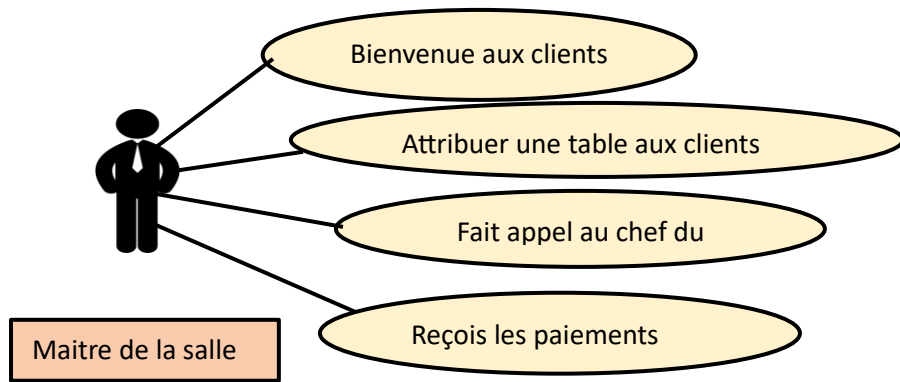 Bienvenue aux clients
Attribuer une table aux clients
Fait appel au chef du
Reçois les paiements
Maitre de la salle